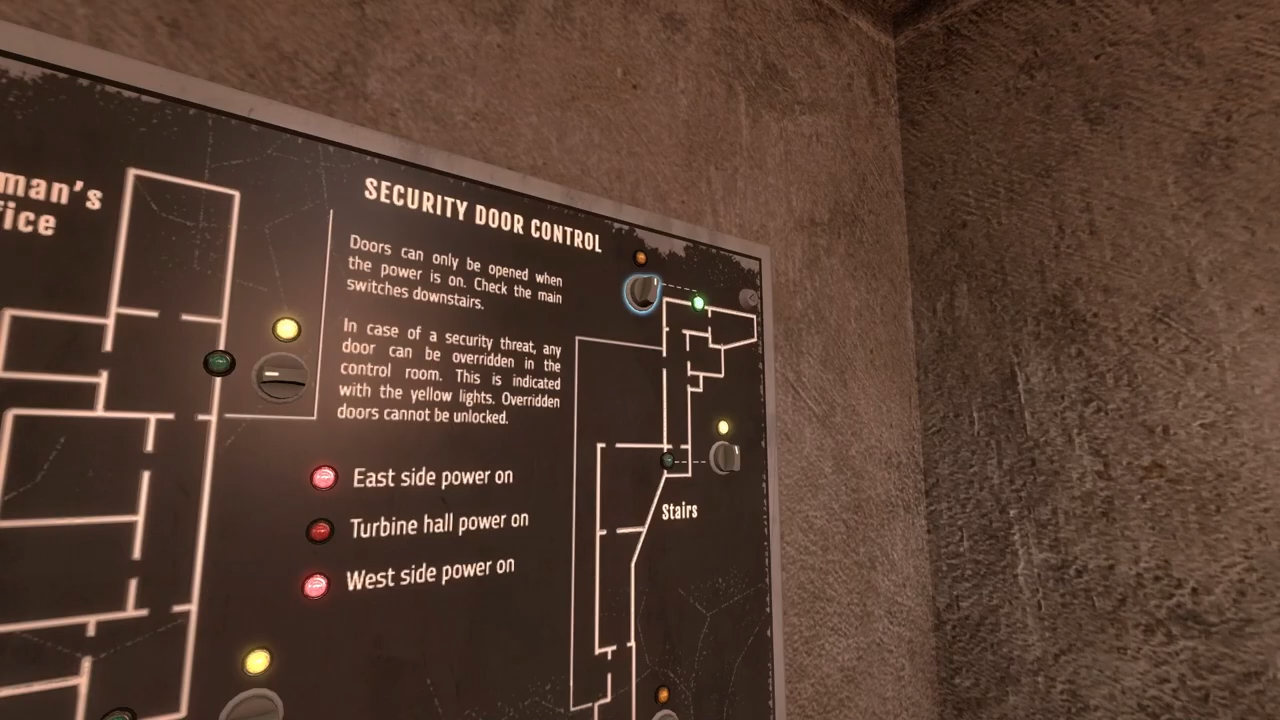 man's
fice
SECURITY DOOR CONTROL
Doors can only be opened when
the power is on. Check the main
switches downstairs.
In case of a security threat, any
door can be overridden in the
control room. This is indicated
with the yellow lights. Overridden
doors cannot be unlocked.
East side power on
Turbine hall power on
West side power on
Stairs